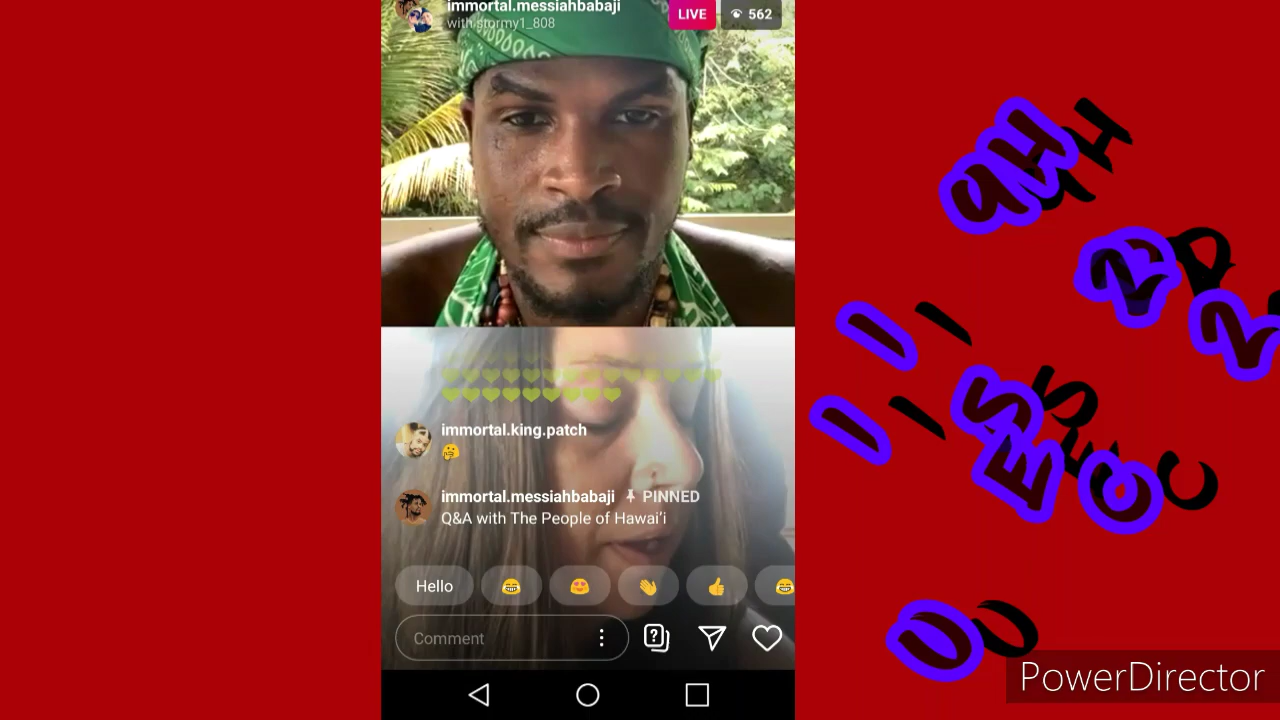 immortal.messiahbabaji
with stormy1_808
LIVE
562
immortal.king.patch
immortal.messiahbabaji PINNED
Q&A with The People of Hawai'i
Hello
Comment
PowerDirector